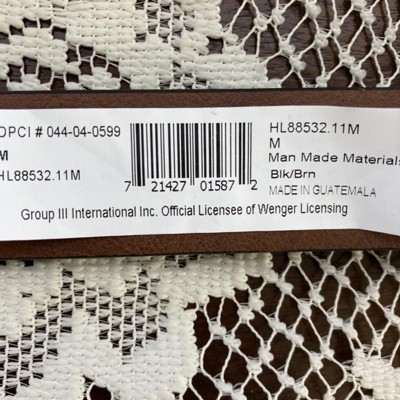 DPCI # 044-04-0599
M
HL88532.11M
7 21427 01587 2
HL88532.11M
M
Man Made Materials
Blk/Brn
MADE IN GUATEMALA
Group III International Inc. Official Licensee of Wenger Licensing